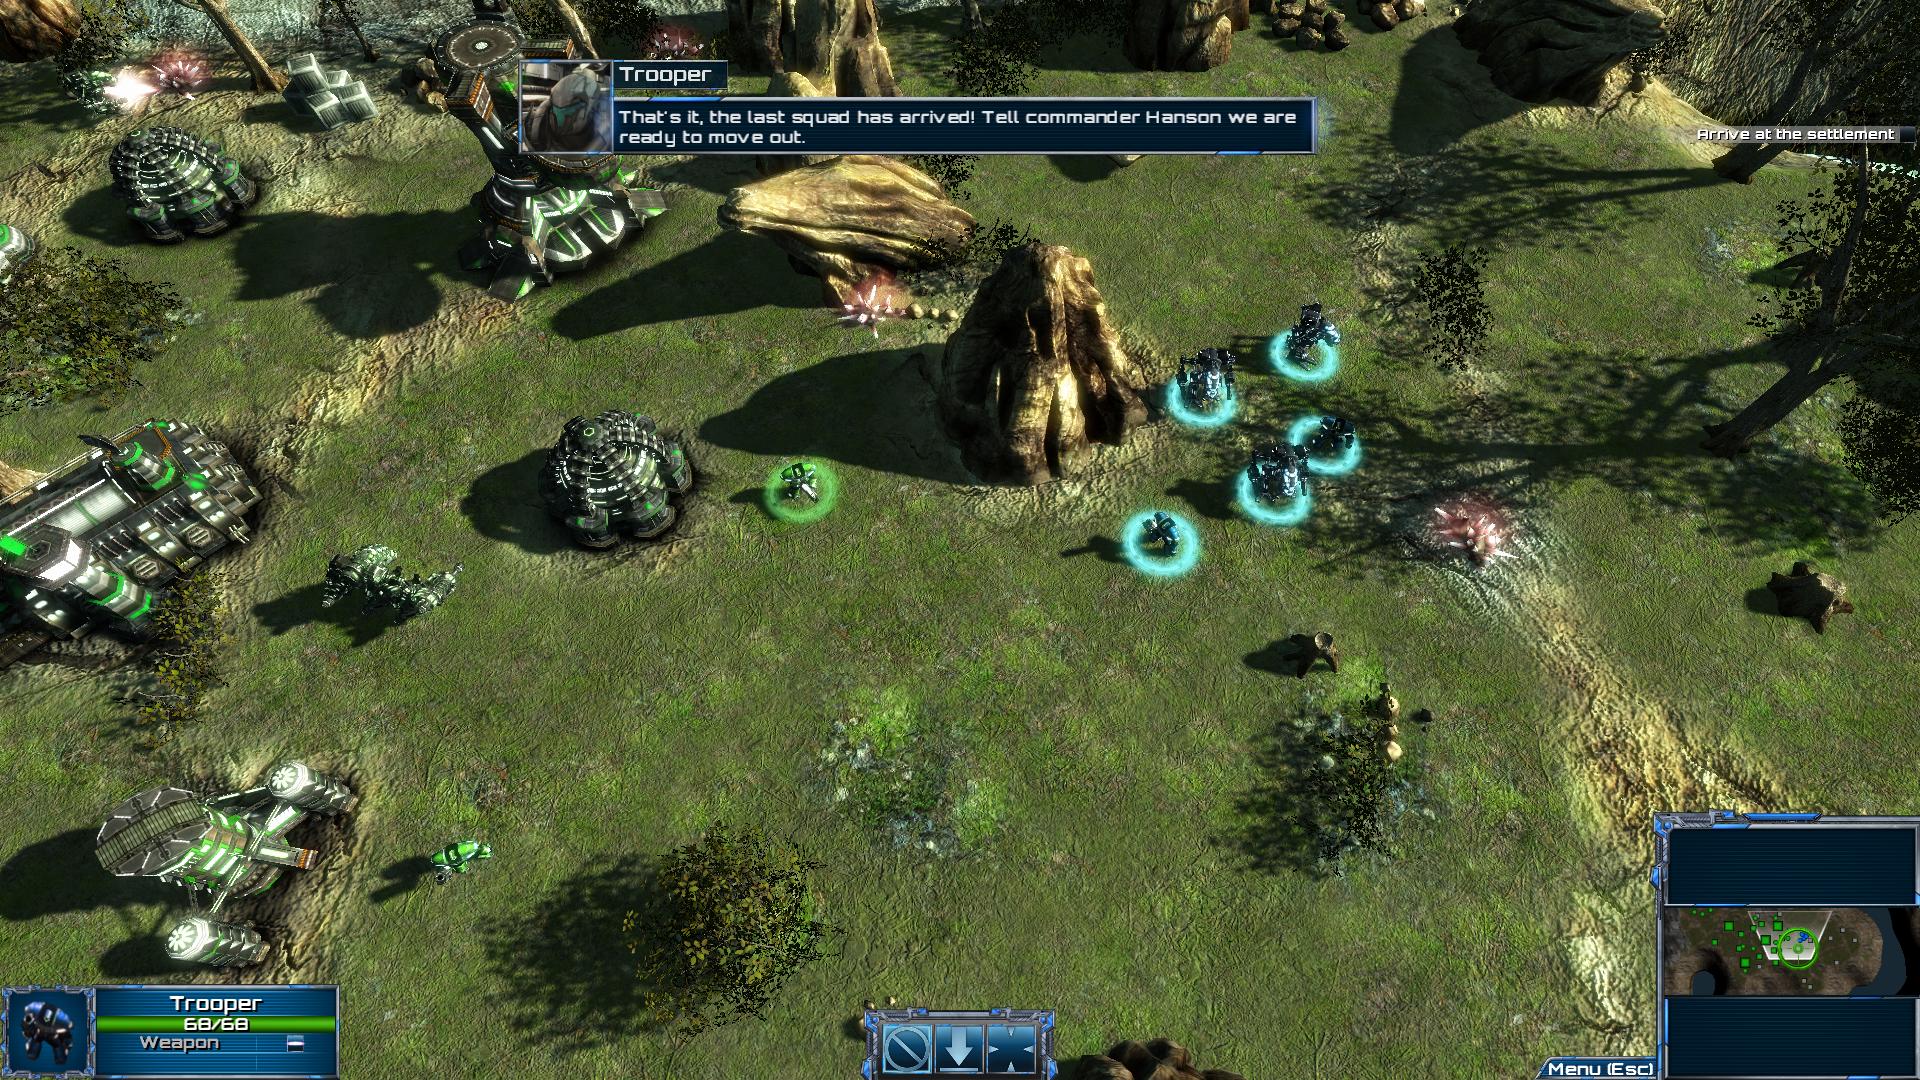 Trooper
That's it, the last squad has arrived! Tell commander Hanson we are
ready to move out.
Arrive at the settlement
Trooper
68/68
Weapon
Menu (Esc)